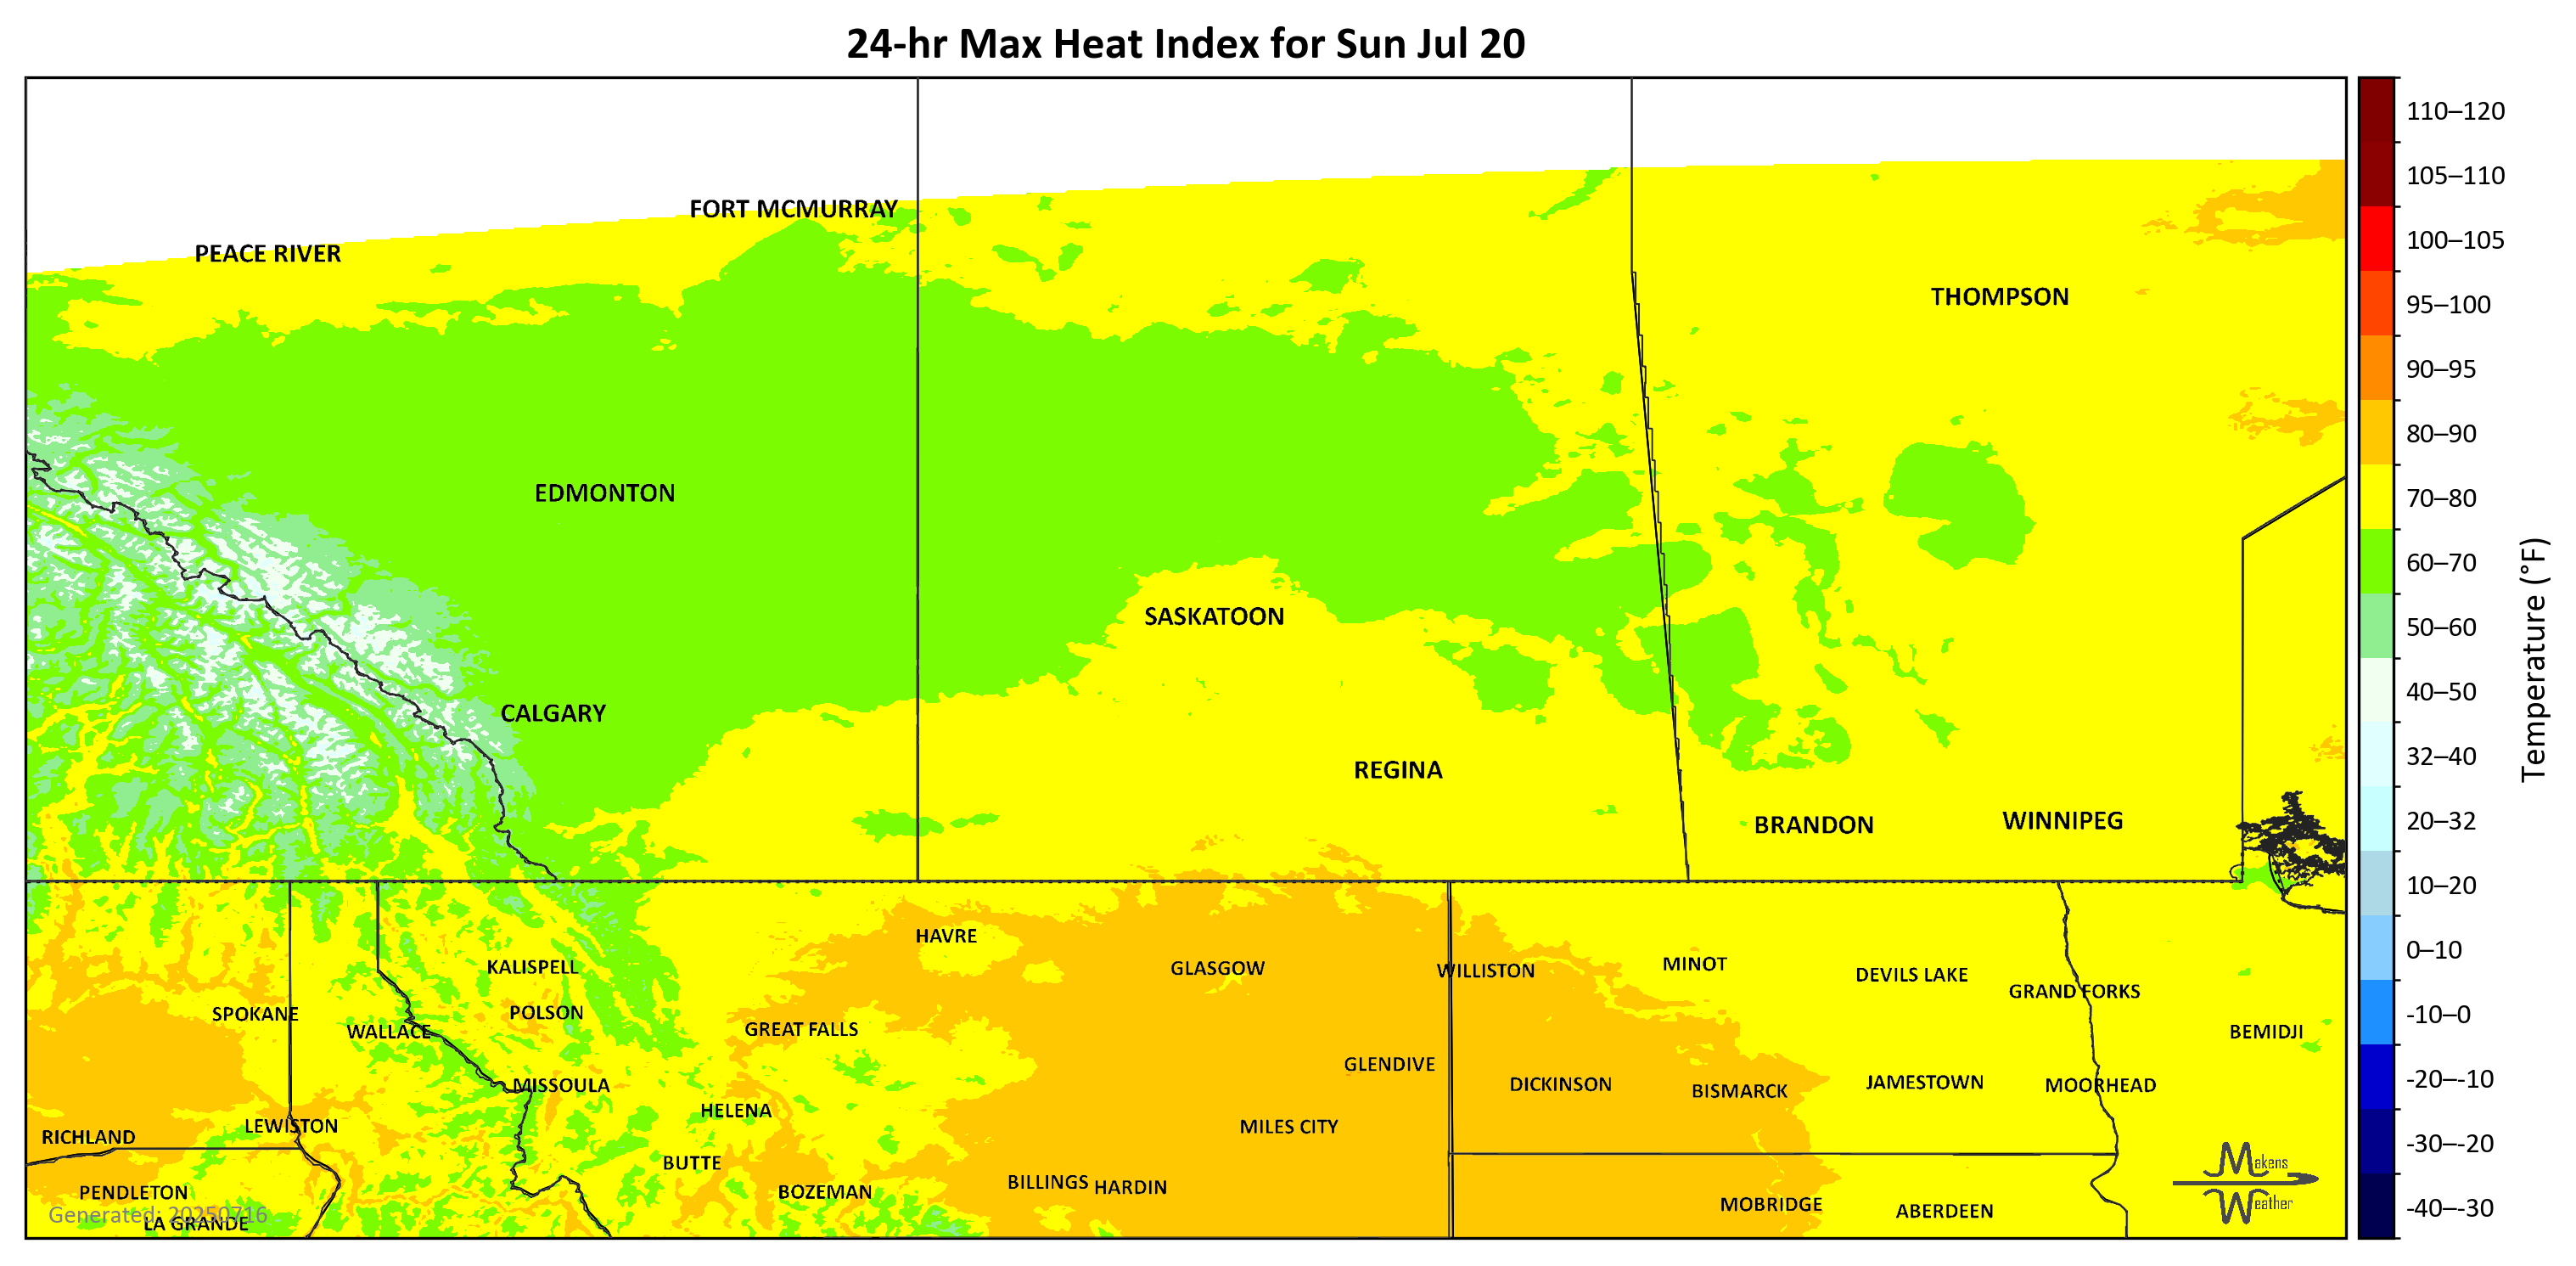 24-hr Max Heat Index for Sun Jul 20
FORT MCMURRAY
PEACE RIVER
THOMPSON
EDMONTON
SASKATOON
CALGARY
REGINA
BRANDON
WINNIPEG
HAVRE
KALISPELL
GLASGOW
WILLISTON
MINOT
DEVILS LAKE
GRAND FORKS
SPOKANE
POLSON
WALLACE
GREAT FALLS
BEMIDJI
GLENDIVE
MISSOULA
DICKINSON
BISMARCK
JAMESTOWN
MOORHEAD
HELENA
LEWISTON
MILES CITY
RICHLAND
BUTTE
BILLINGS
HARDIN
PENDLETON
BOZEMAN
MOBRIDGE
ABERDEEN
Generated: 20250716
LA GRANDE
Makens
Weather
110–120
105–110
100–105
95–100
90–95
80–90
70–80
60–70
50–60
40–50
32–40
20–32
10–20
0–10
-10–0
-20–-10
-30–-20
-40–-30
Temperature (°F)